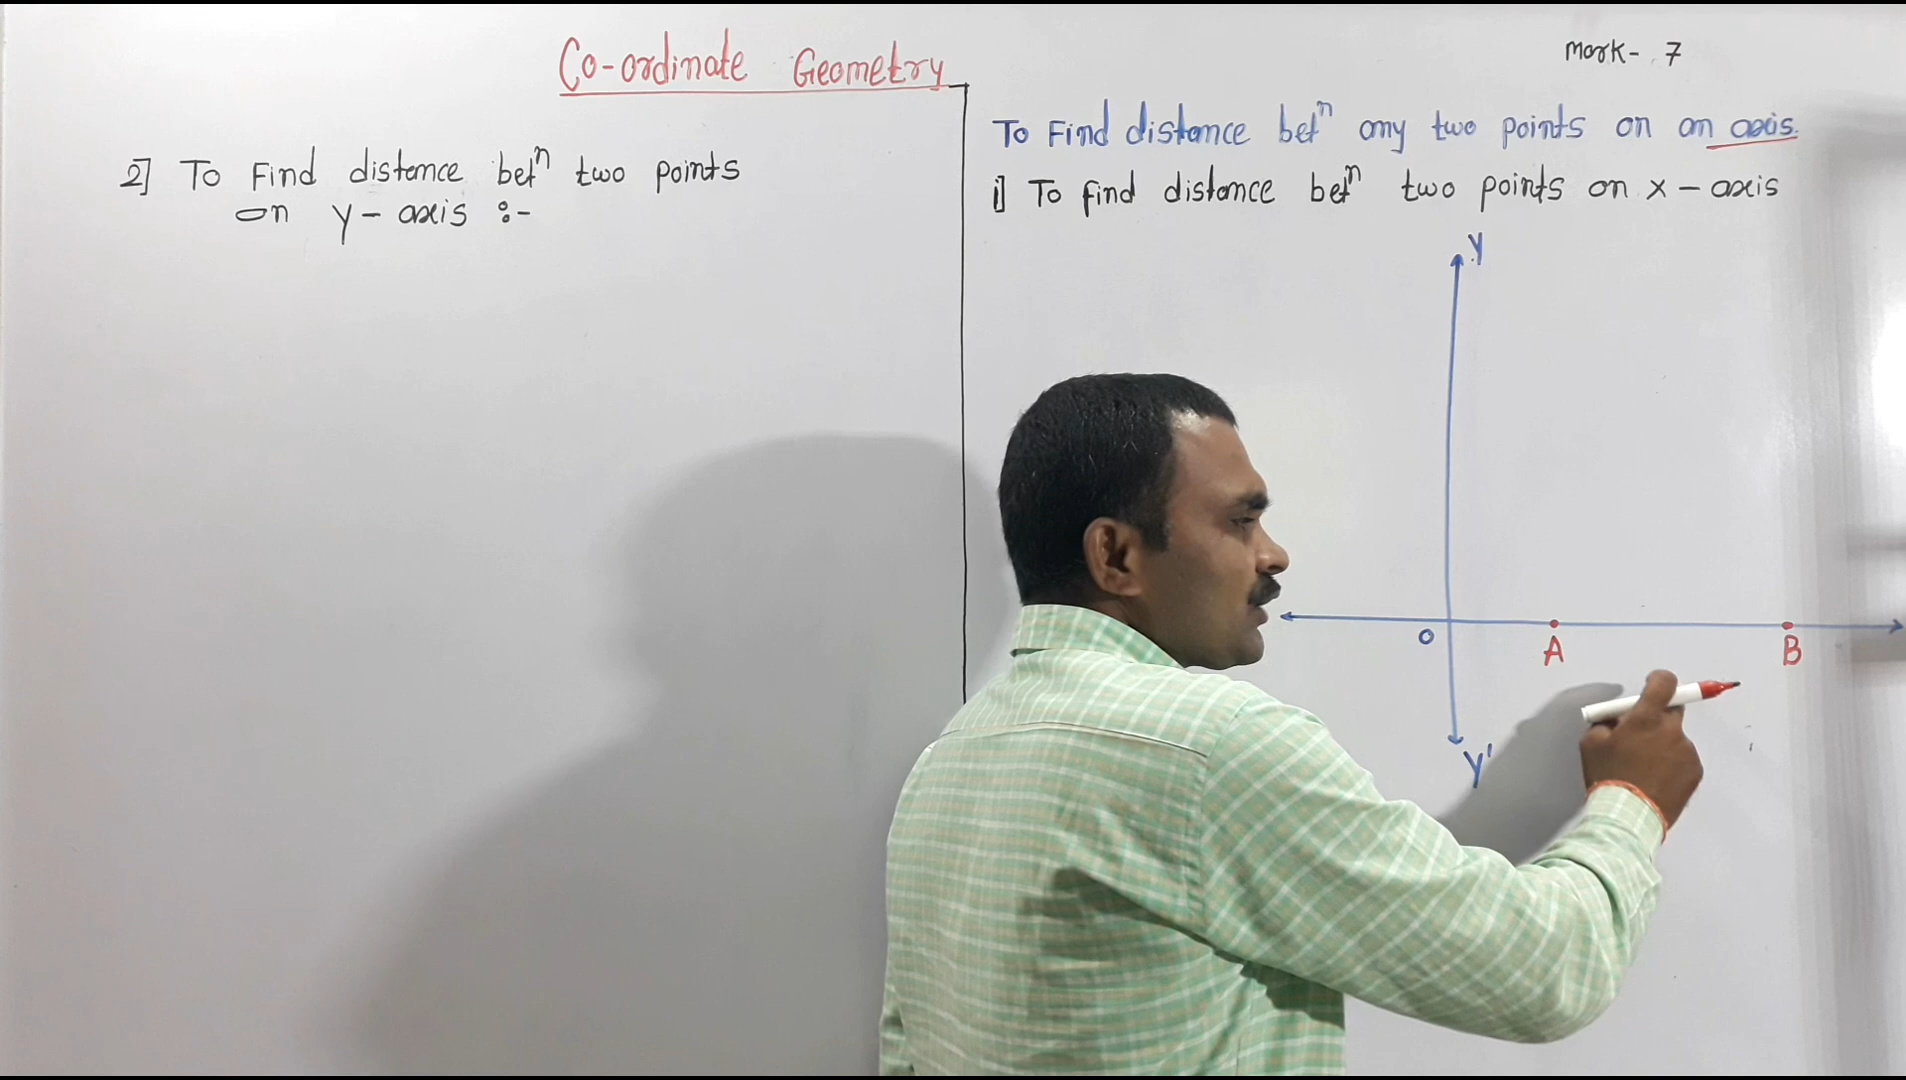 Co-ordinate Geometry
Mark- 7
To Find distance betⁿ any two points on an axis.
i] To find distance betⁿ two points on x - axis
Y
O
A
B
Y'
2] To Find distance betⁿ two points
on y - axis :-